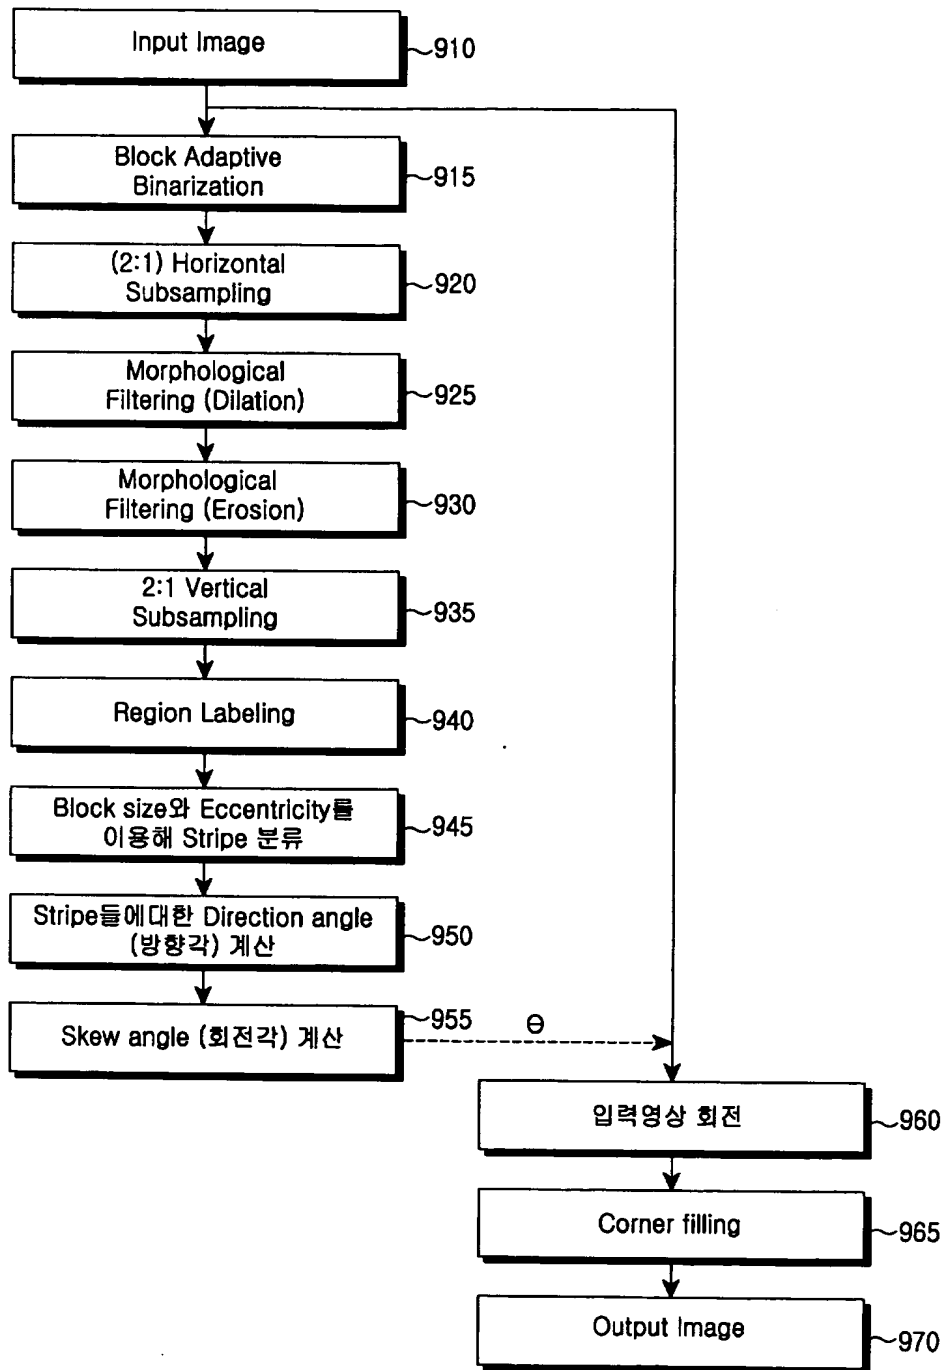 Input Image
910
Block Adaptive
Binarization
915
(2:1) Horizontal
Subsampling
920
Morphological
Filtering (Dilation)
925
Morphological
Filtering (Erosion)
930
2:1 Vertical
Subsampling
935
Region Labeling
940
Block size와 Eccentricity를
이용해 Stripe 분류
945
Stripe들에대한 Direction angle
(방향각) 계산
950
Skew angle (회전각) 계산
955
Θ
입력영상 회전
960
Corner filling
965
Output Image
970